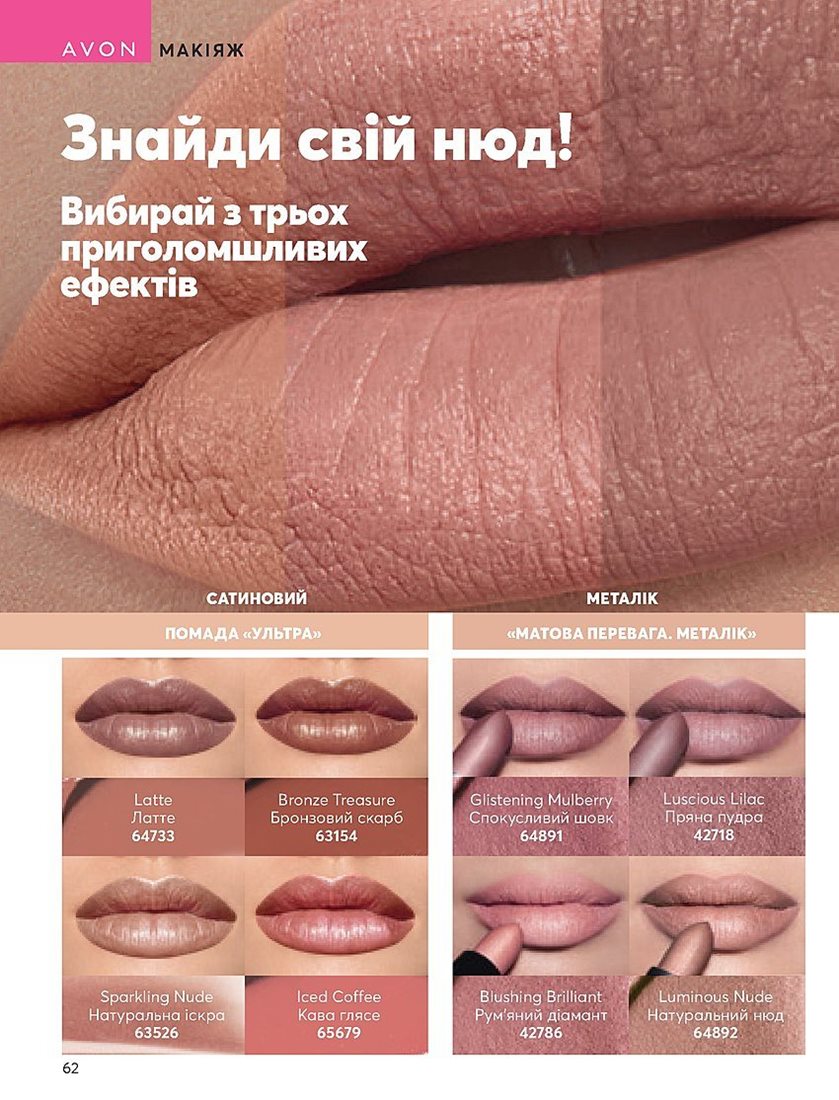 AVON МАКІЯЖ
Знайди свій нюд!
Вибирай з трьох
приголомшливих
ефектів
САТИНОВИЙ
МЕТАЛІК
ПОМАДА «УЛЬТРА»
«МАТОВА ПЕРЕВАГА. МЕТАЛІК»
Latte
Латте
64733
Bronze Treasure
Бронзовий скарб
63154
Glistening Mulberry
Спокусливий шовк
64891
Luscious Lilac
Пряна пудра
42718
Sparkling Nude
Натуральна іскра
63526
Iced Coffee
Кава глясе
65679
Blushing Brilliant
Рум'яний діамант
42786
Luminous Nude
Натуральний нюд
64892
62